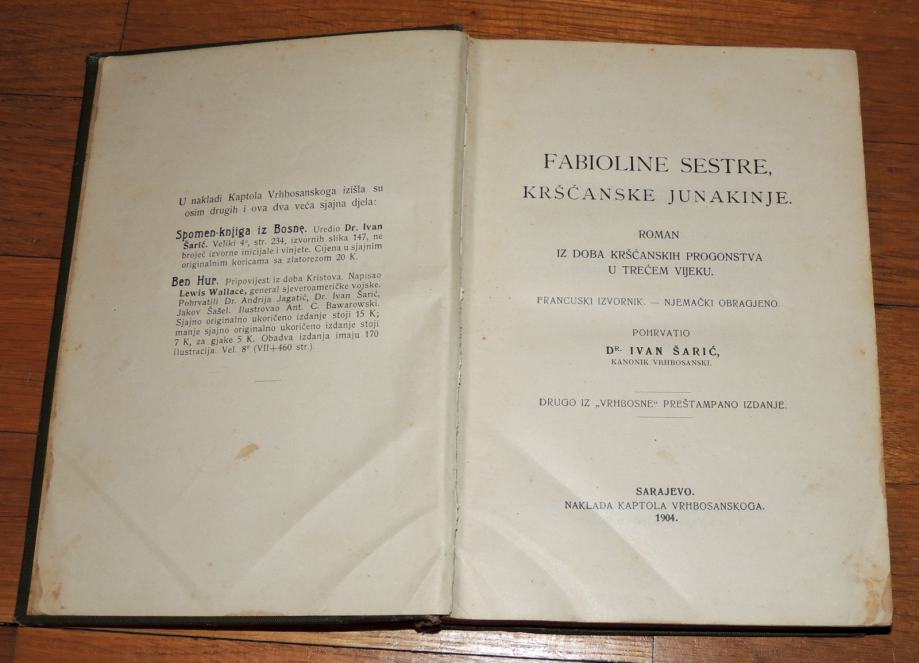 U nakladi Kaptola Vrhbosanskoga izišla su
osim drugih i ova dva veća sjajna djela:
Spomen-knjiga iz Bosne. Uredio Dr. Ivan
Šarić. Veliki 4°, str. 234, izvornih slika 147, ne
brojeć izvorne inicijale i vinjete. Cijena u sjajnim
originalnim koricama sa zlatorezom 20 K.
Ben Hur. Pripovijest iz doba Kristova. Napisao
Lewis Wallace, general sjeveroameričke vojske.
Pohrvatili Dr. Andrija Jagatić, Dr. Ivan Šarić,
Jakov Šašel. Ilustrovao Ant. C. Bawarowski.
Sjajno originalno ukoričeno izdanje stoji 15 K;
manje sjajno originalno ukoričeno izdanje stoji
7 K, za gjake 5 K. Obadva izdanja imaju 170
ilustracija. Vel. 8° (VII+460 str.)
FABIOLINE SESTRE,
KRŠĆANSKE JUNAKINJE.
ROMAN
IZ DOBA KRŠĆANSKIH PROGONSTVA
U TREĆEM VIJEKU.
FRANCUSKI IZVORNIK. — NJEMAČKI OBRAGJENO.
POHRVATIO
DR. IVAN ŠARIĆ,
KANONIK VRHBOSANSKI.
DRUGO IZ „VRHBOSNE“ PREŠTAMPANO IZDANJE.
SARAJEVO.
NAKLADA KAPTOLA VRHBOSANSKOGA.
1904.